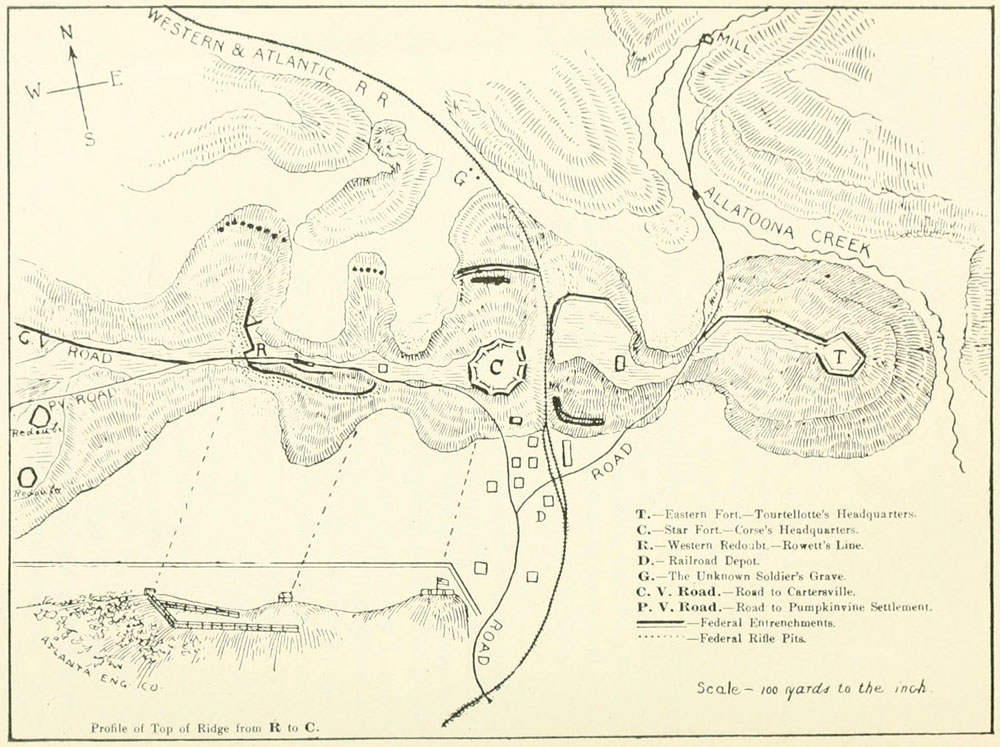 WESTERN & ATLANTIC R R
N
W E
S
MILL
G
ALLATOONA CREEK
C. V. ROAD
R
C
T
P.V. ROAD
Redoubt
Redoubt
ROAD
D
T.—Eastern Fort.—Tourtellotte's Headquarters.
C.—Star Fort.—Corse's Headquarters.
R.—Western Redoubt.—Rowett's Line.
D.—Railroad Depot.
G.—The Unknown Soldier's Grave.
C. V. Road.—Road to Cartersville.
P. V. Road.—Road to Pumpkinvine Settlement.
—Federal Entrenchments.
—Federal Rifle Pits.
ROAD
ATLANTA ENG. CO.
Scale — 100 yards to the inch.
Profile of Top of Ridge from R to C.